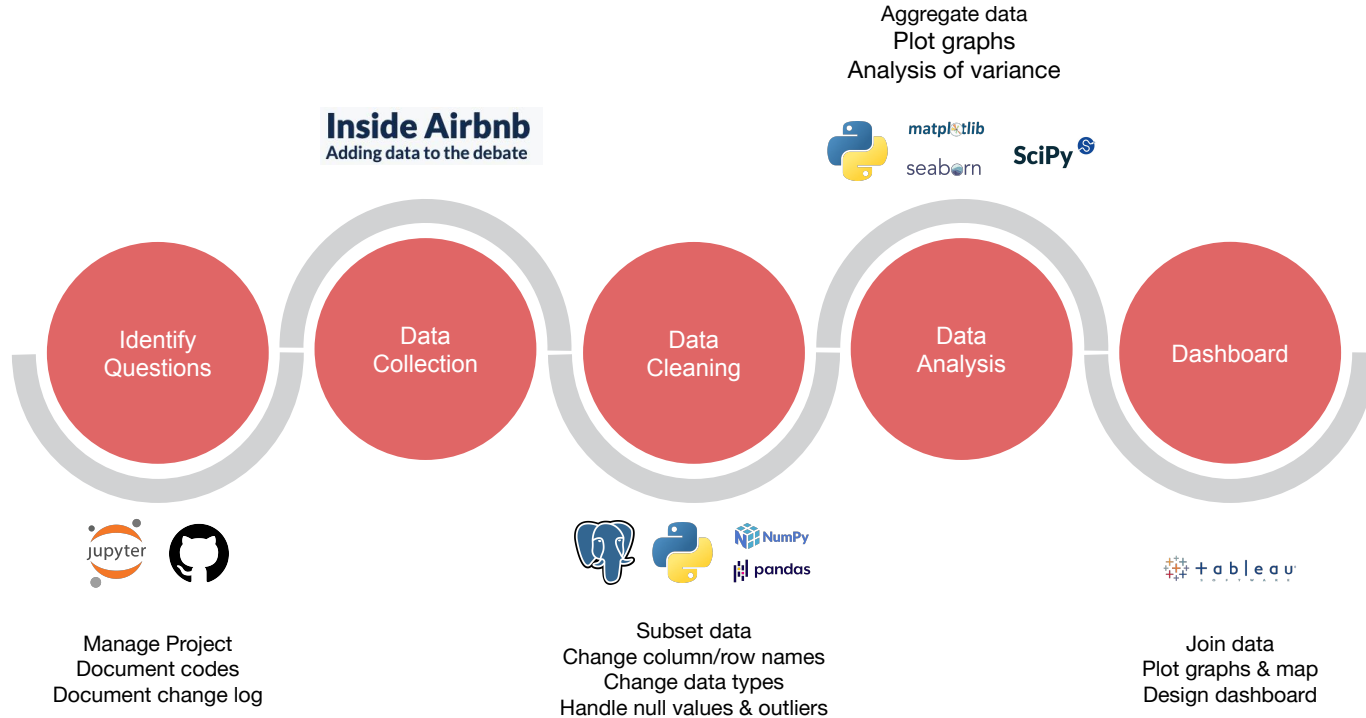 Identify
Questions
jupyter
Manage Project
Document codes
Document change log
Inside Airbnb
Adding data to the debate
Data
Collection
Data
Cleaning
NumPy
pandas
Subset data
Change column/row names
Change data types
Handle null values & outliers
Aggregate data
Plot graphs
Analysis of variance
matplotlib
seaborn
SciPy
Data
Analysis
Dashboard
+ableau
SOFTWARE
Join data
Plot graphs & map
Design dashboard